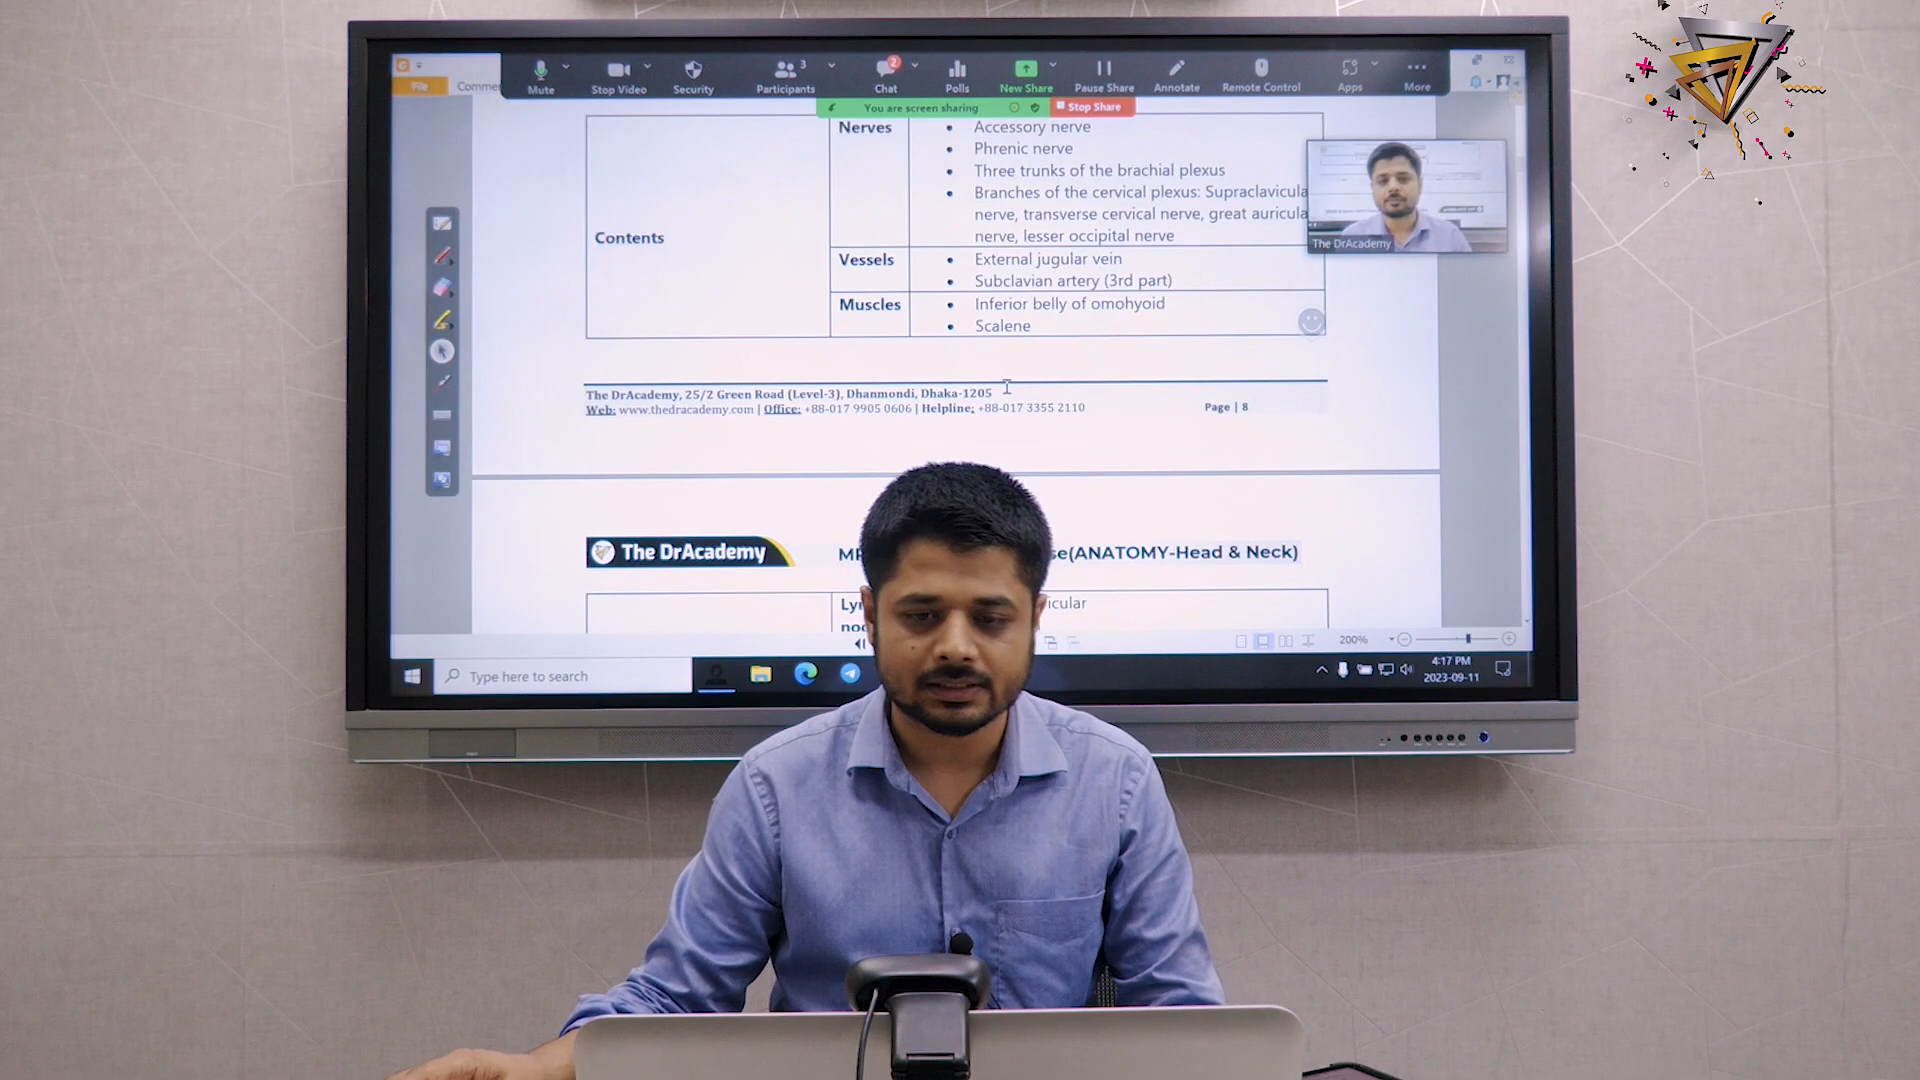 File
Comme
Mute
Stop Video
Security
3
Participants
2
Chat
Polls
New Share
Pause Share
Annotate
Remote Control
Apps
More
You are screen sharing
Stop Share
Contents
Nerves
• Accessory nerve
• Phrenic nerve
• Three trunks of the brachial plexus
• Branches of the cervical plexus: Supraclavicula
nerve, transverse cervical nerve, great auricula
nerve, lesser occipital nerve
Vessels
• External jugular vein
• Subclavian artery (3rd part)
Muscles
• Inferior belly of omohyoid
• Scalene
The DrAcademy
The DrAcademy, 25/2 Green Road (Level-3), Dhanmondi, Dhaka-1205
Web: www.thedracademy.com | Office: +88-017 9905 0606 | Helpline: +88-017 3355 2110
Page | 8
The DrAcademy
se(ANATOMY-Head & Neck)
icular
200%
Type here to search
4:17 PM
2023-09-11